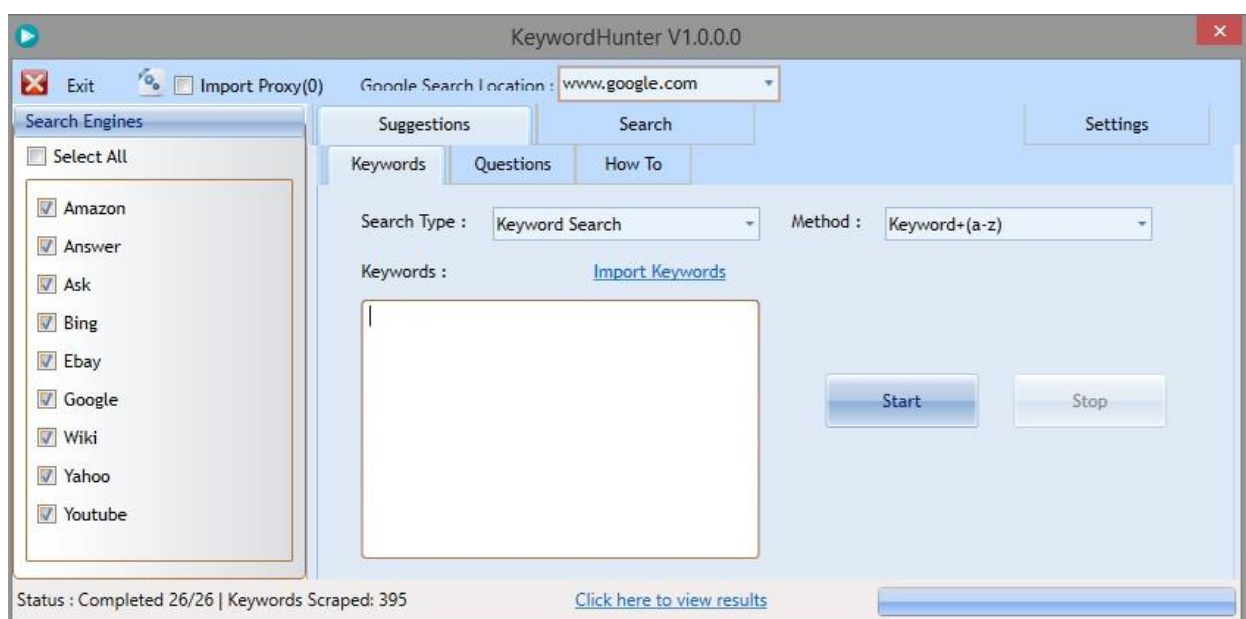 KeywordHunter V1.0.0.0
Exit Import Proxy(0) Google Search Location : www.google.com
Search Engines
Select All
Amazon
Answer
Ask
Bing
Ebay
Google
Wiki
Yahoo
Youtube
Suggestions Search Settings
Keywords Questions How To
Search Type : Keyword Search Method : Keyword+(a-z)
Keywords : Import Keywords
Start Stop
Status : Completed 26/26 | Keywords Scraped: 395 Click here to view results